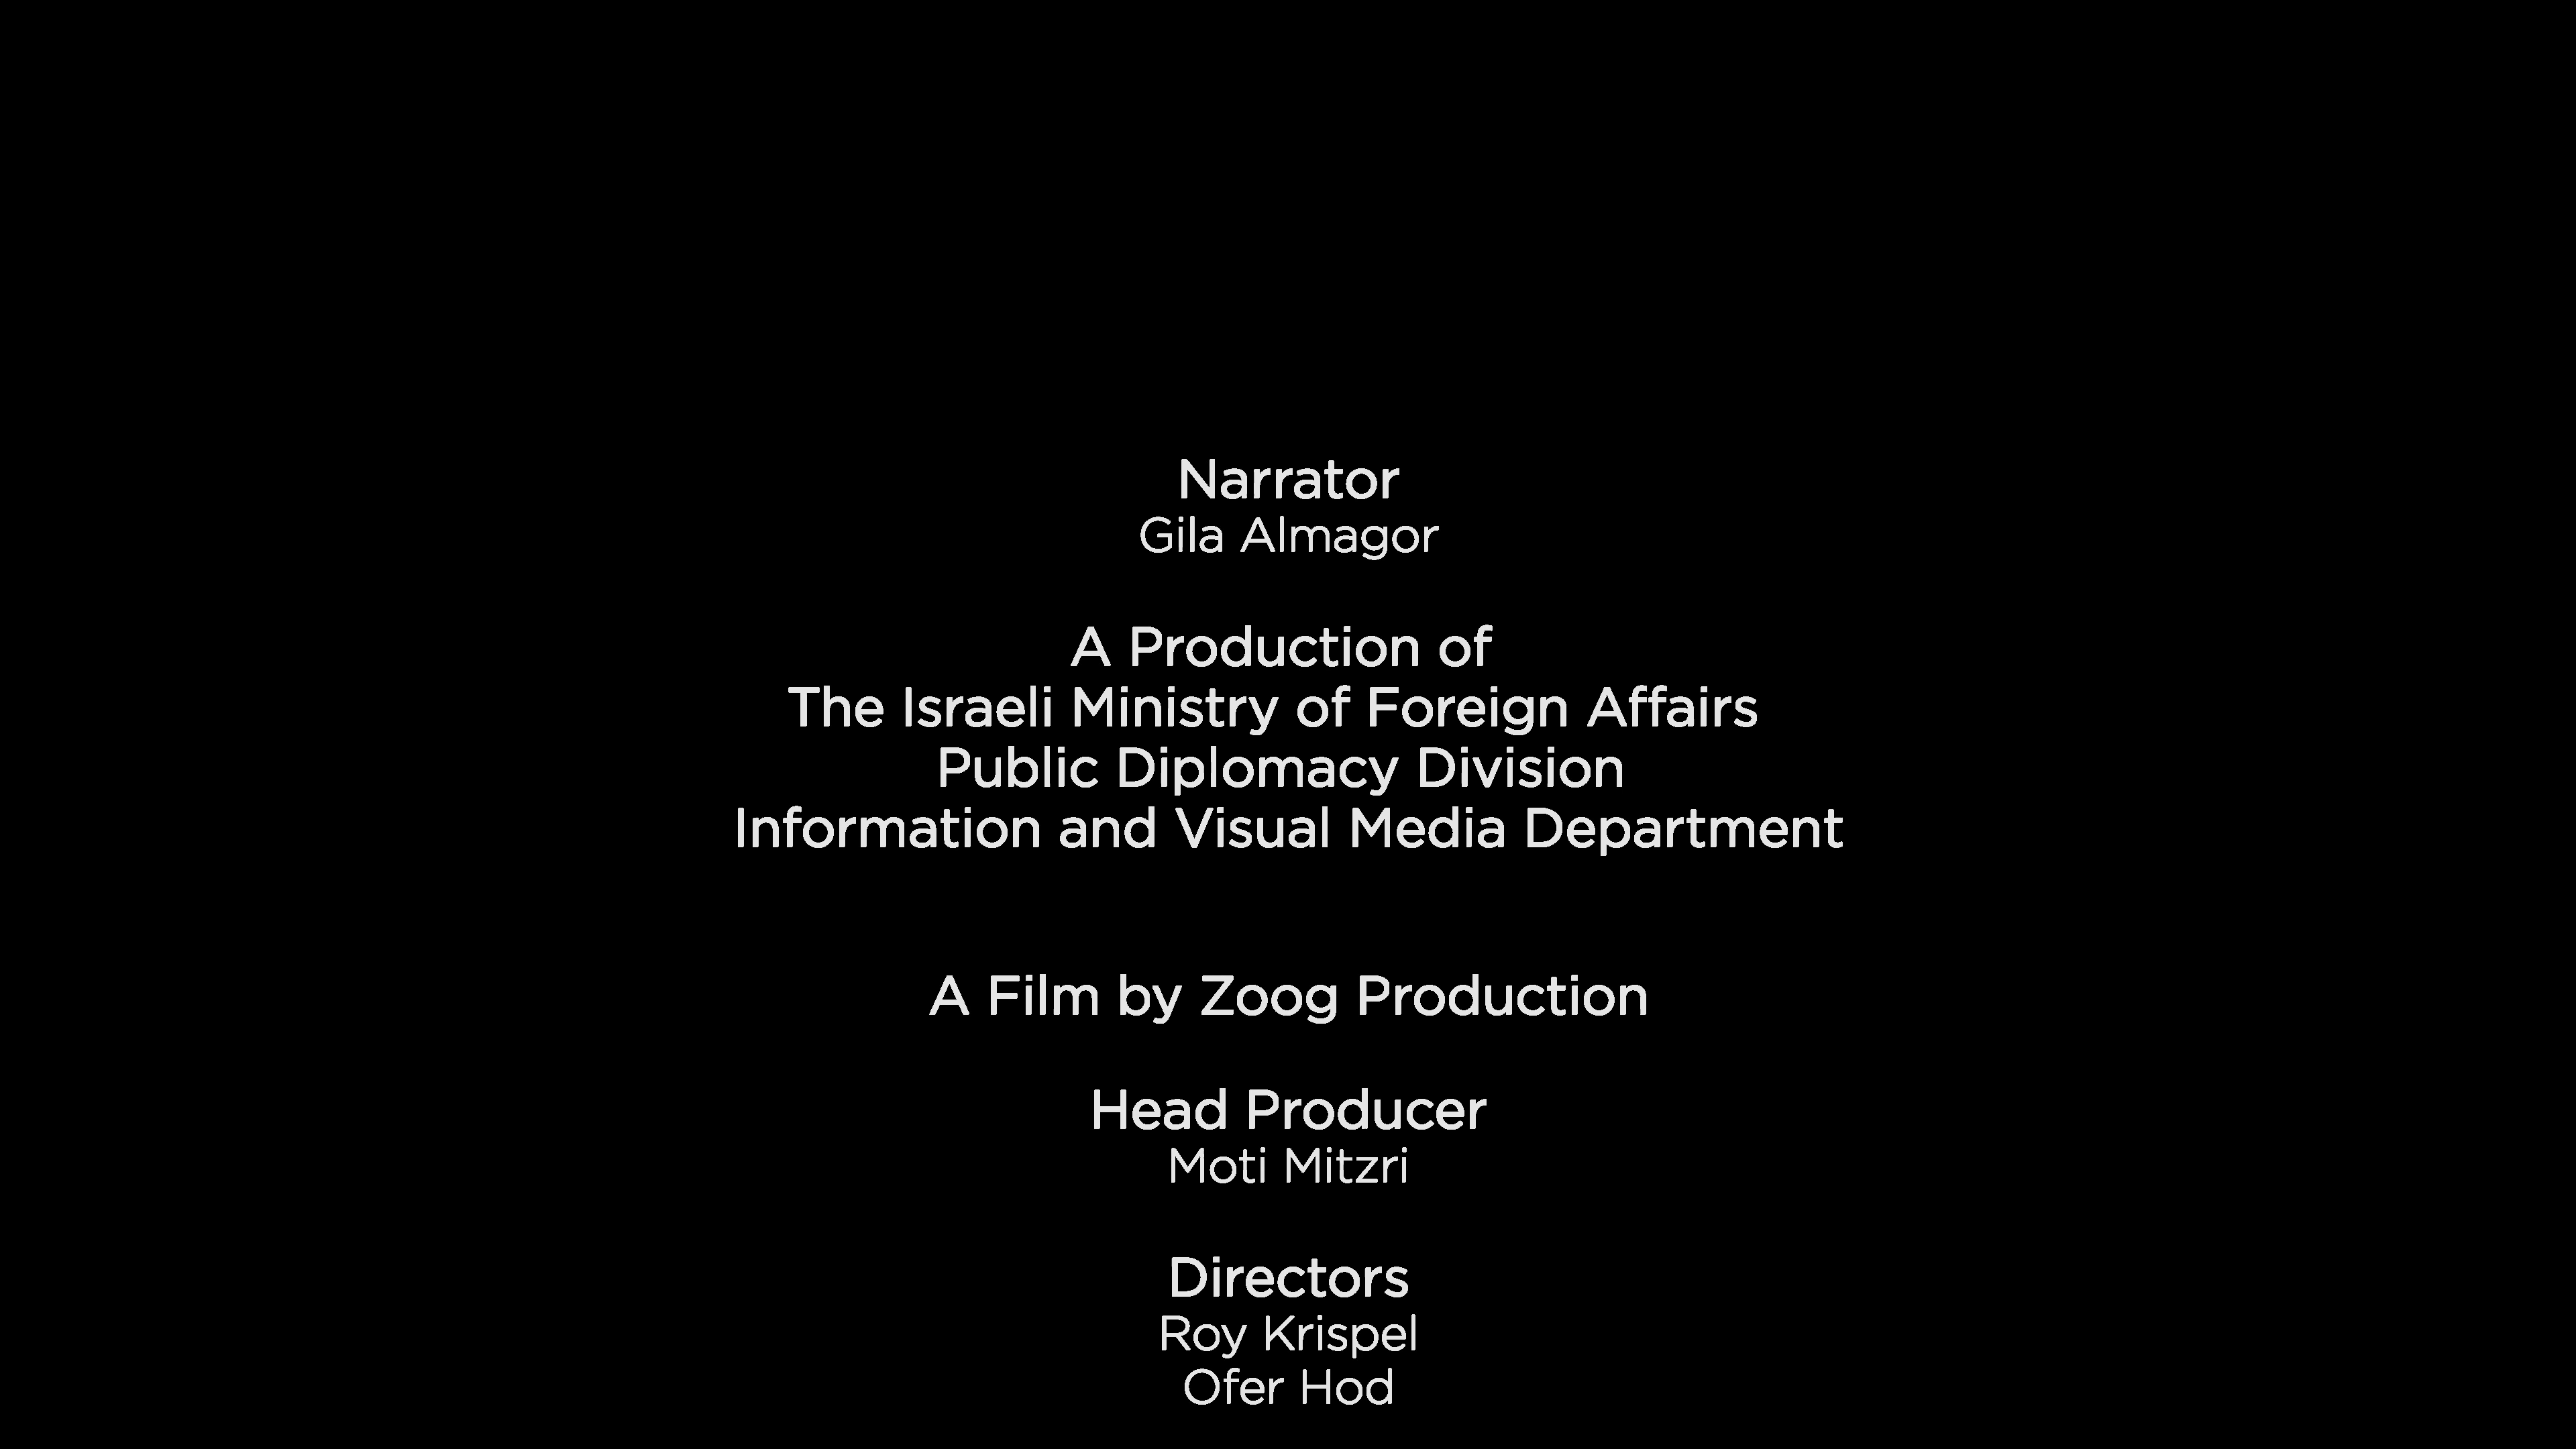 Narrator
Gila Almagor
A Production of
The Israeli Ministry of Foreign Affairs
Public Diplomacy Division
Information and Visual Media Department
A Film by Zoog Production
Head Producer
Moti Mitzri
Directors
Roy Krispel
Ofer Hod